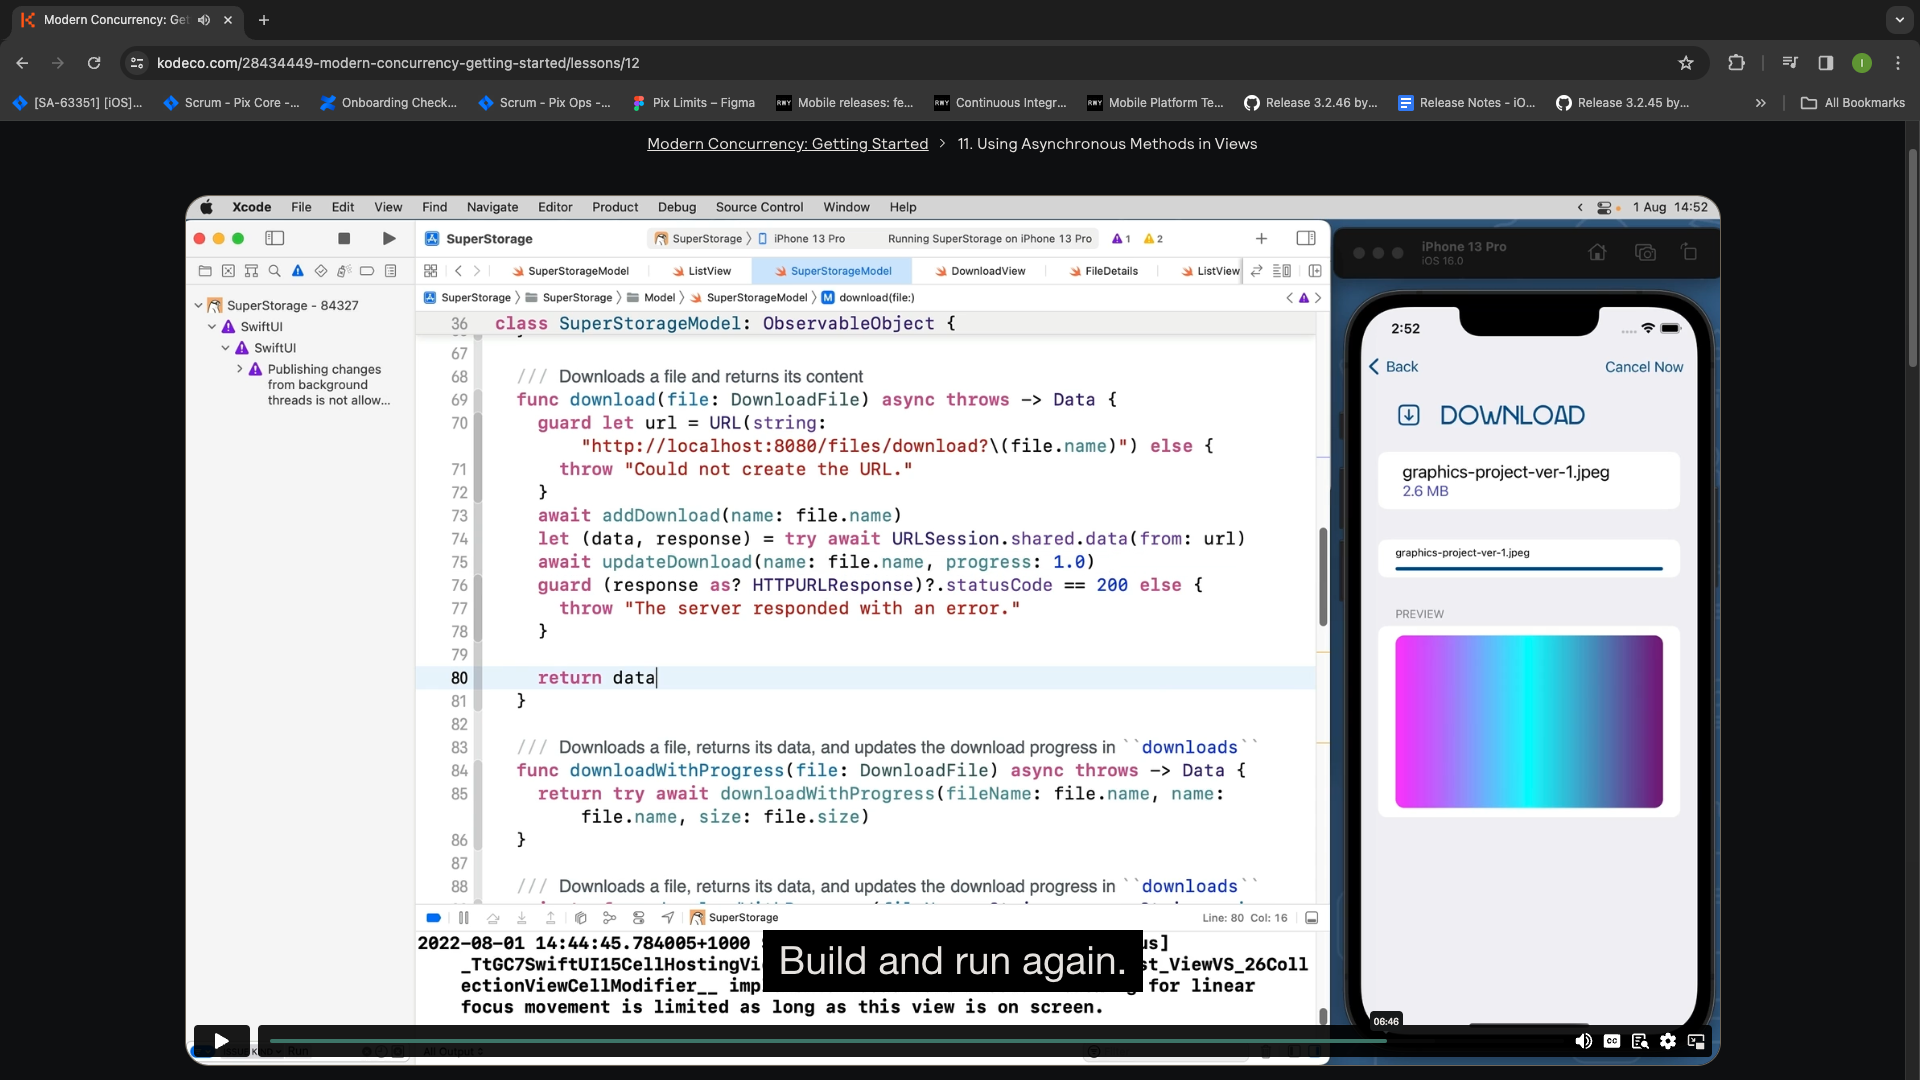 Modern Concurrency: Get
kodeco.com/28434449-modern-concurrency-getting-started/lessons/12
[SA-63351] [iOS]...
Scrum - Pix Core -...
Onboarding Check...
Scrum - Pix Ops -...
Pix Limits – Figma
Mobile releases: fe...
Continuous Integr...
Mobile Platform Te...
Release 3.2.46 by...
Release Notes - iO...
Release 3.2.45 by...
All Bookmarks
Modern Concurrency: Getting Started > 11. Using Asynchronous Methods in Views
Xcode File Edit View Find Navigate Editor Product Debug Source Control Window Help
1 Aug 14:52
SuperStorage
SuperStorage
iPhone 13 Pro
Running SuperStorage on iPhone 13 Pro
1
2
SuperStorageModel
ListView
SuperStorageModel
DownloadView
FileDetails
ListView
SuperStorage - 84327
SwiftUI
SwiftUI
Publishing changes
from background
threads is not allow...
SuperStorage
SuperStorage
Model
SuperStorageModel
M download(file:)
36 class SuperStorageModel: ObservableObject {
67
68 /// Downloads a file and returns its content
69 func download(file: DownloadFile) async throws -> Data {
70 guard let url = URL(string:
"http://localhost:8080/files/download?\(file.name)") else {
71 throw "Could not create the URL."
72 }
73 await addDownload(name: file.name)
74 let (data, response) = try await URLSession.shared.data(from: url)
75 await updateDownload(name: file.name, progress: 1.0)
76 guard (response as? HTTPURLResponse)?.statusCode == 200 else {
77 throw "The server responded with an error."
78 }
79
80 return data
81 }
82
83 /// Downloads a file, returns its data, and updates the download progress in ``downloads``
84 func downloadWithProgress(file: DownloadFile) async throws -> Data {
85 return try await downloadWithProgress(fileName: file.name, name:
file.name, size: file.size)
86 }
87
88 /// Downloads a file, returns its data, and updates the download progress in ``downloads``
SuperStorage
Line: 80 Col: 16
2022-08-01 14:44:45.784005+1000
us]
_TtGC7SwiftUI15CellHostingVi
st_ViewVS_26Coll
ectionViewCellModifier__ imp
for linear
focus movement is limited as long as this view is on screen.
Build and run again.
iPhone 13 Pro
iOS 16.0
2:52
Back
Cancel Now
DOWNLOAD
graphics-project-ver-1.jpeg
2.6 MB
graphics-project-ver-1.jpeg
PREVIEW
06:46
CC
All Output